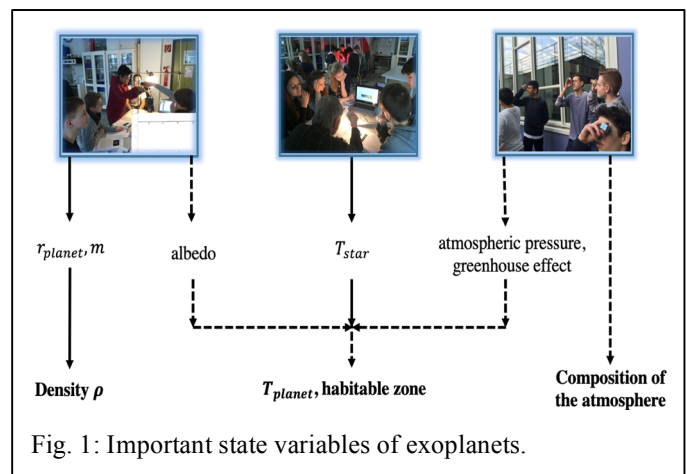 r_planet, m
albedo
T_star
atmospheric pressure,
greenhouse effect
Density ρ
T_planet, habitable zone
Composition of
the atmosphere
Fig. 1: Important state variables of exoplanets.